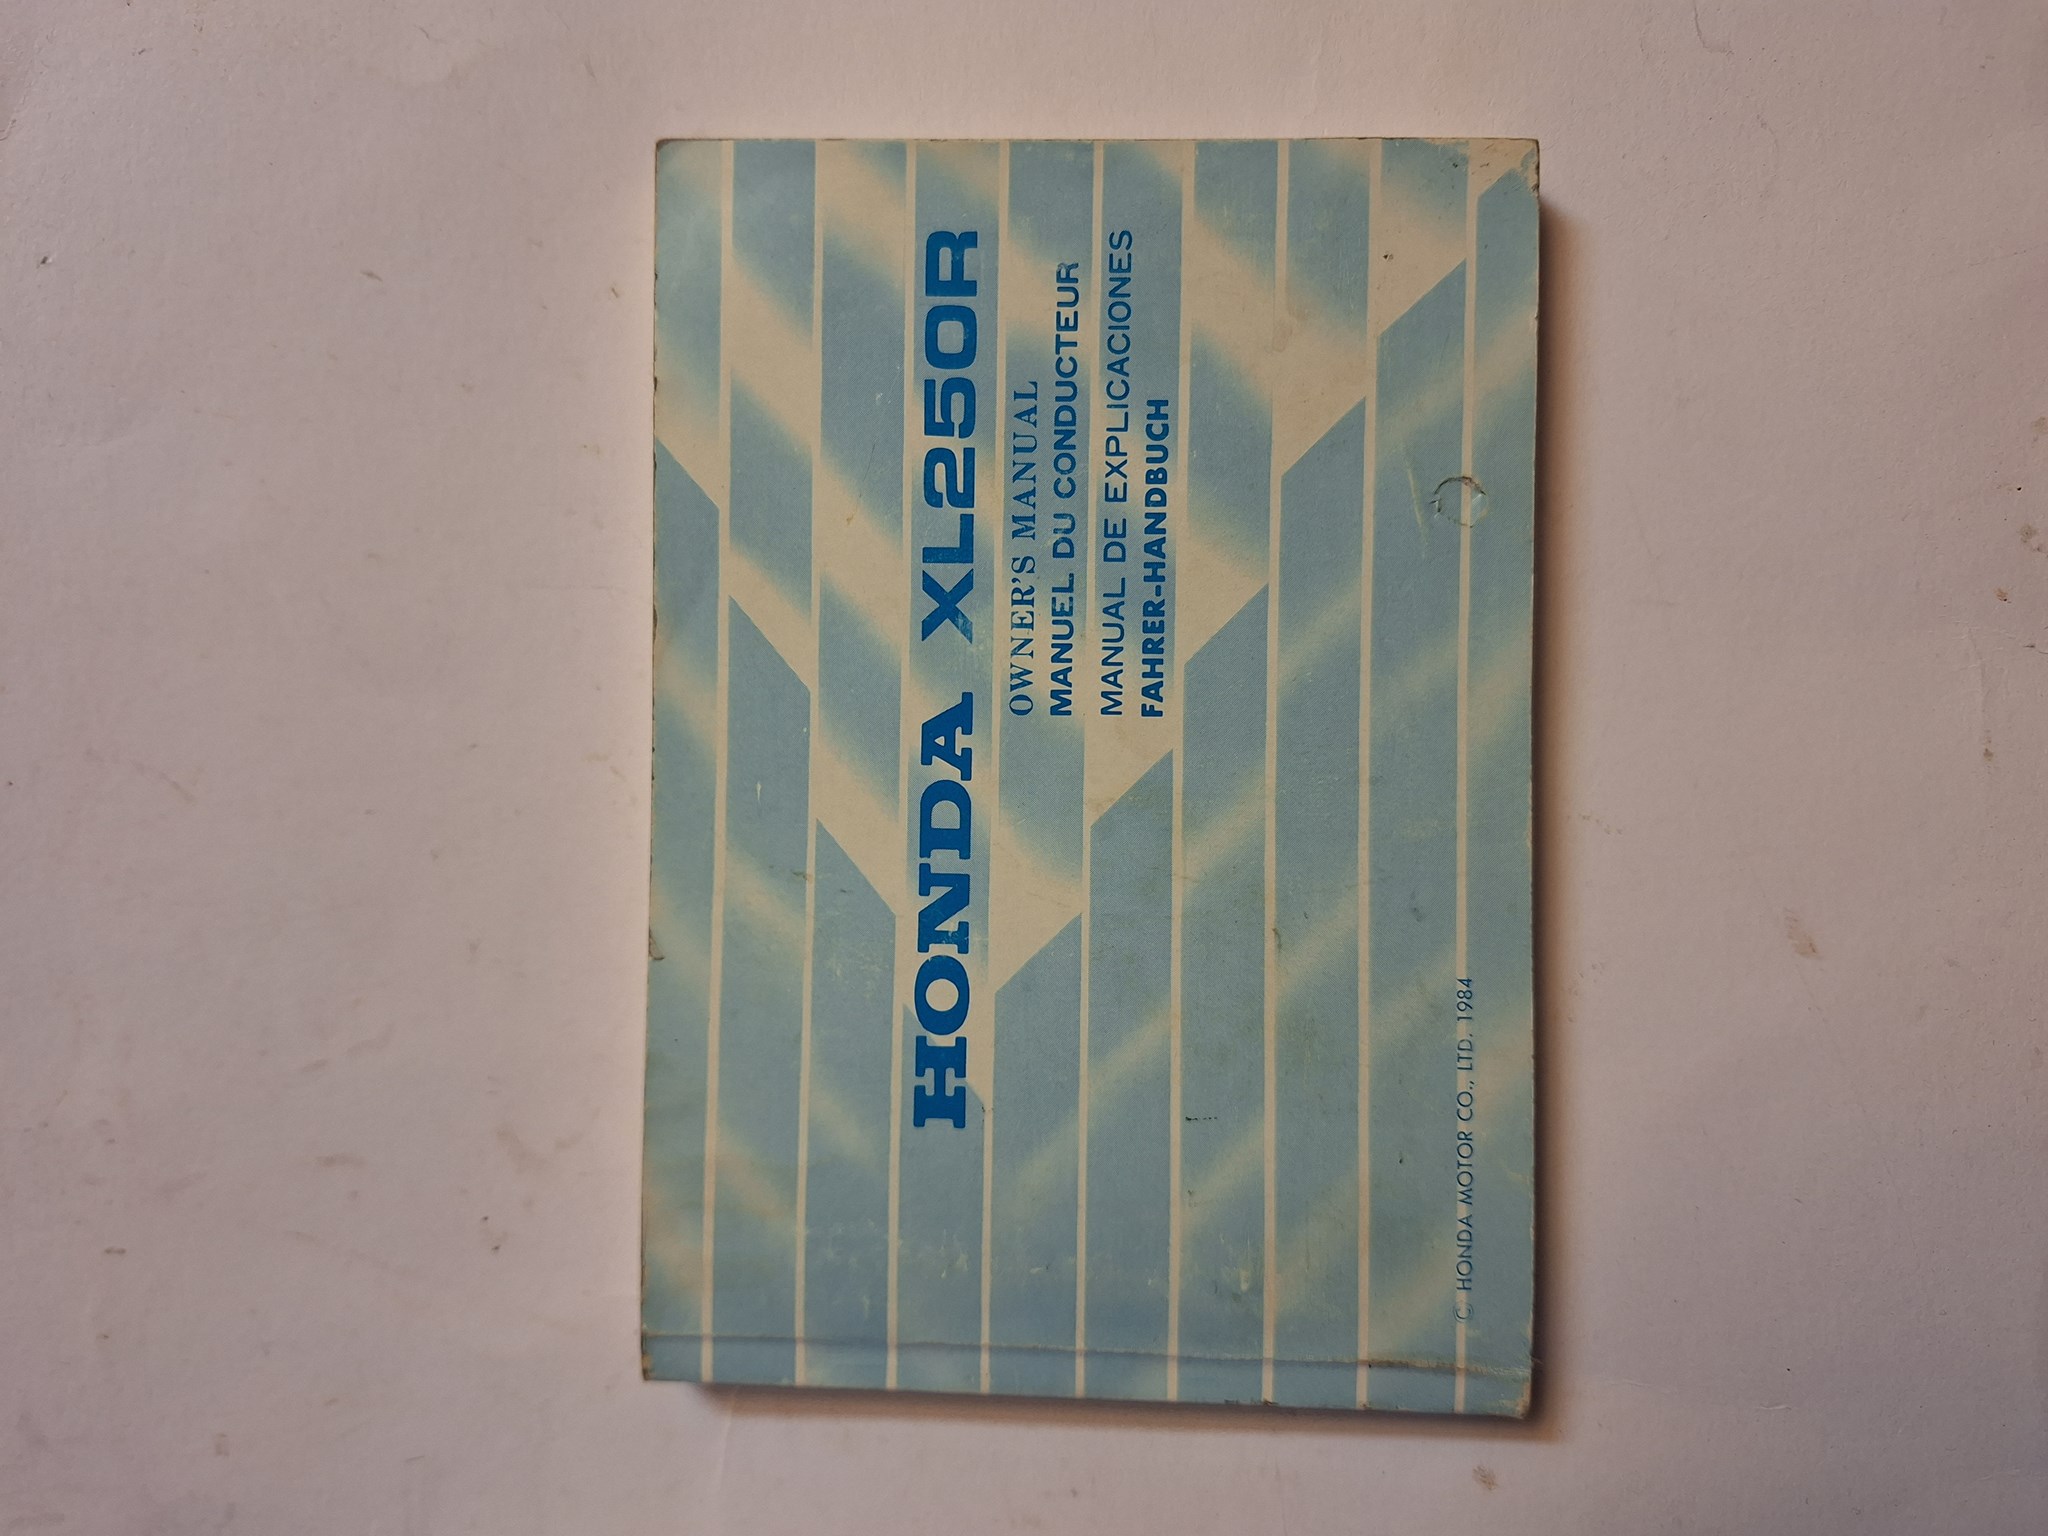 HONDA XL250R
OWNER'S MANUAL
MANUEL DU CONDUCTEUR
MANUAL DE EXPLICACIONES
FAHRER-HANDBUCH
© HONDA MOTOR CO., LTD. 1984